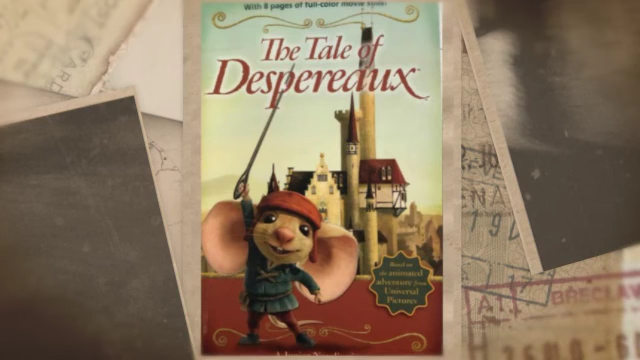 With 8 pages of full-color movie
The Tale of
Despereaux
Based on
the animated
adventure from
Universal
Pictures
BŘECLAV